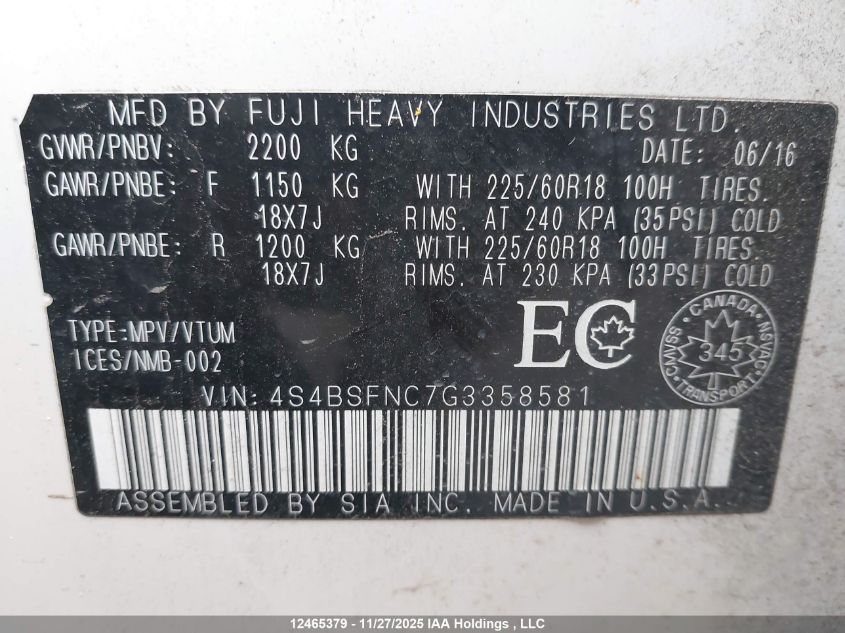 MFD BY FUJI HEAVY INDUSTRIES LTD.
GVWR/PNBV: 2200 KG DATE: 06/16
GAWR/PNBE: F 1150 KG WITH 225/60R18 100H TIRES.
18X7J RIMS. AT 240 KPA (35PSI) COLD
GAWR/PNBE: R 1200 KG WITH 225/60R18 100H TIRES.
18X7J RIMS. AT 230 KPA (33PSI) COLD
EC
CANADA
CMVSS NSVAC
345
TRANSPORT
TYPE:MPV/VTUM
ICES/NMB-002
VIN: 4S4BSFNC7G3358581
ASSEMBLED BY SIA INC. MADE IN U.S.A.
12465379 - 11/27/2025 IAA Holdings , LLC